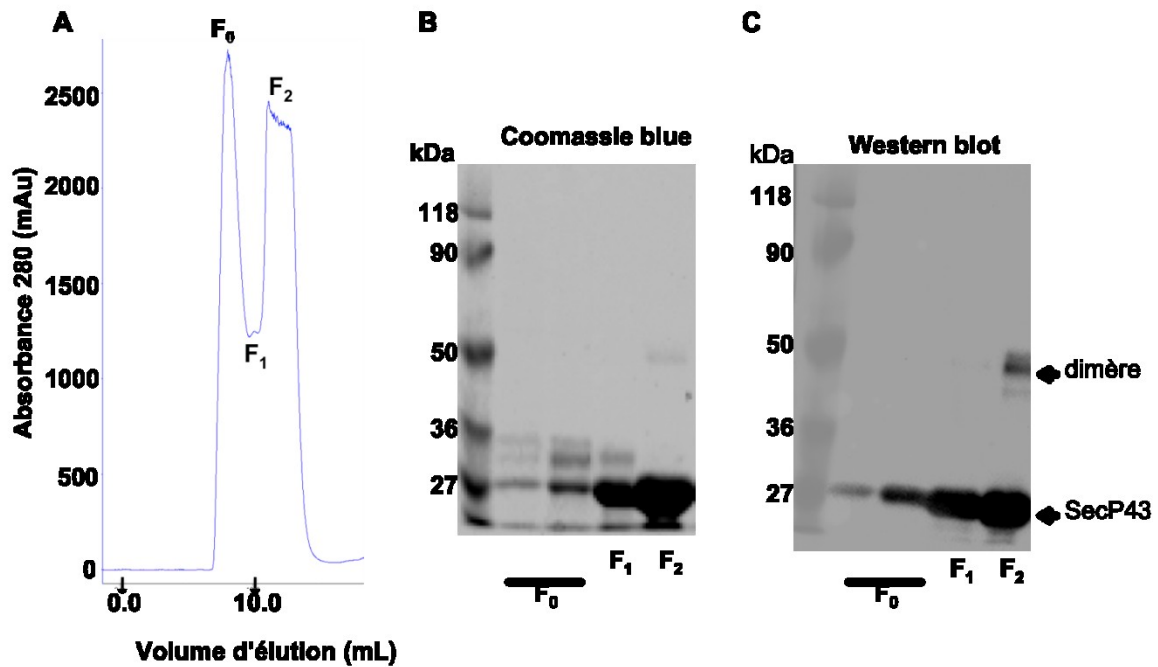 A
F₀
F₂
F₁
2500
2000
1500
1000
500
0
0.0
10.0
Absorbance 280 (mAu)
Volume d'élution (mL)
B
Coomassie blue
kDa
118
90
50
36
27
F₁
F₂
F₀
C
Western blot
kDa
118
90
50
36
27
dimère
SecP43
F₁
F₂
F₀